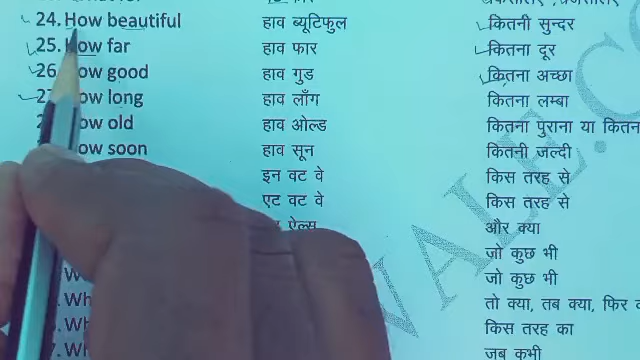 24. How beautiful हाव ब्यूटिफुल कितनी सुन्दर
25. How far हाव फार कितना दूर
26. How good हाव गुड कितना अच्छा
How long हाव लाँग कितना लम्बा
How old हाव ओल्ड कितना पुराना या
How soon हाव सून कितनी जल्दी
इन वट वे किस तरह से
एट वट वे किस तरह से
ऐल्स और क्या
जो कुछ भी
जो कुछ भी
तो क्या, तब क्या, फिर
किस तरह का
जब कभी